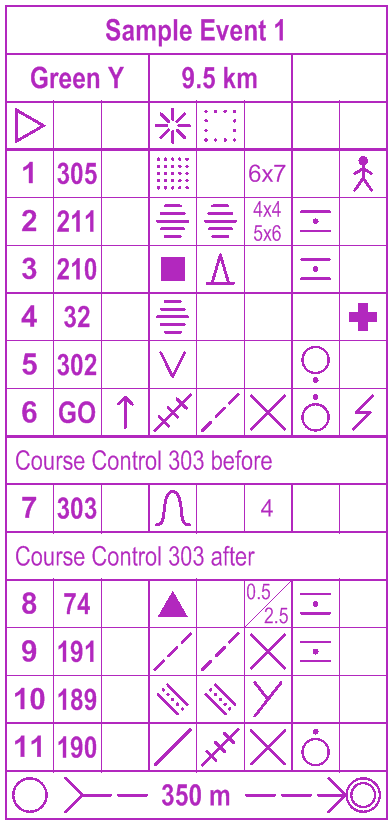 Sample Event 1
Green Y 9.5 km
1 305 6x7
2 211 4x4 5x6
3 210
4 32
5 302
6 GO
Course Control 303 before
7 303 4
Course Control 303 after
8 74 0.5 2.5
9 191
10 189
11 190
350 m